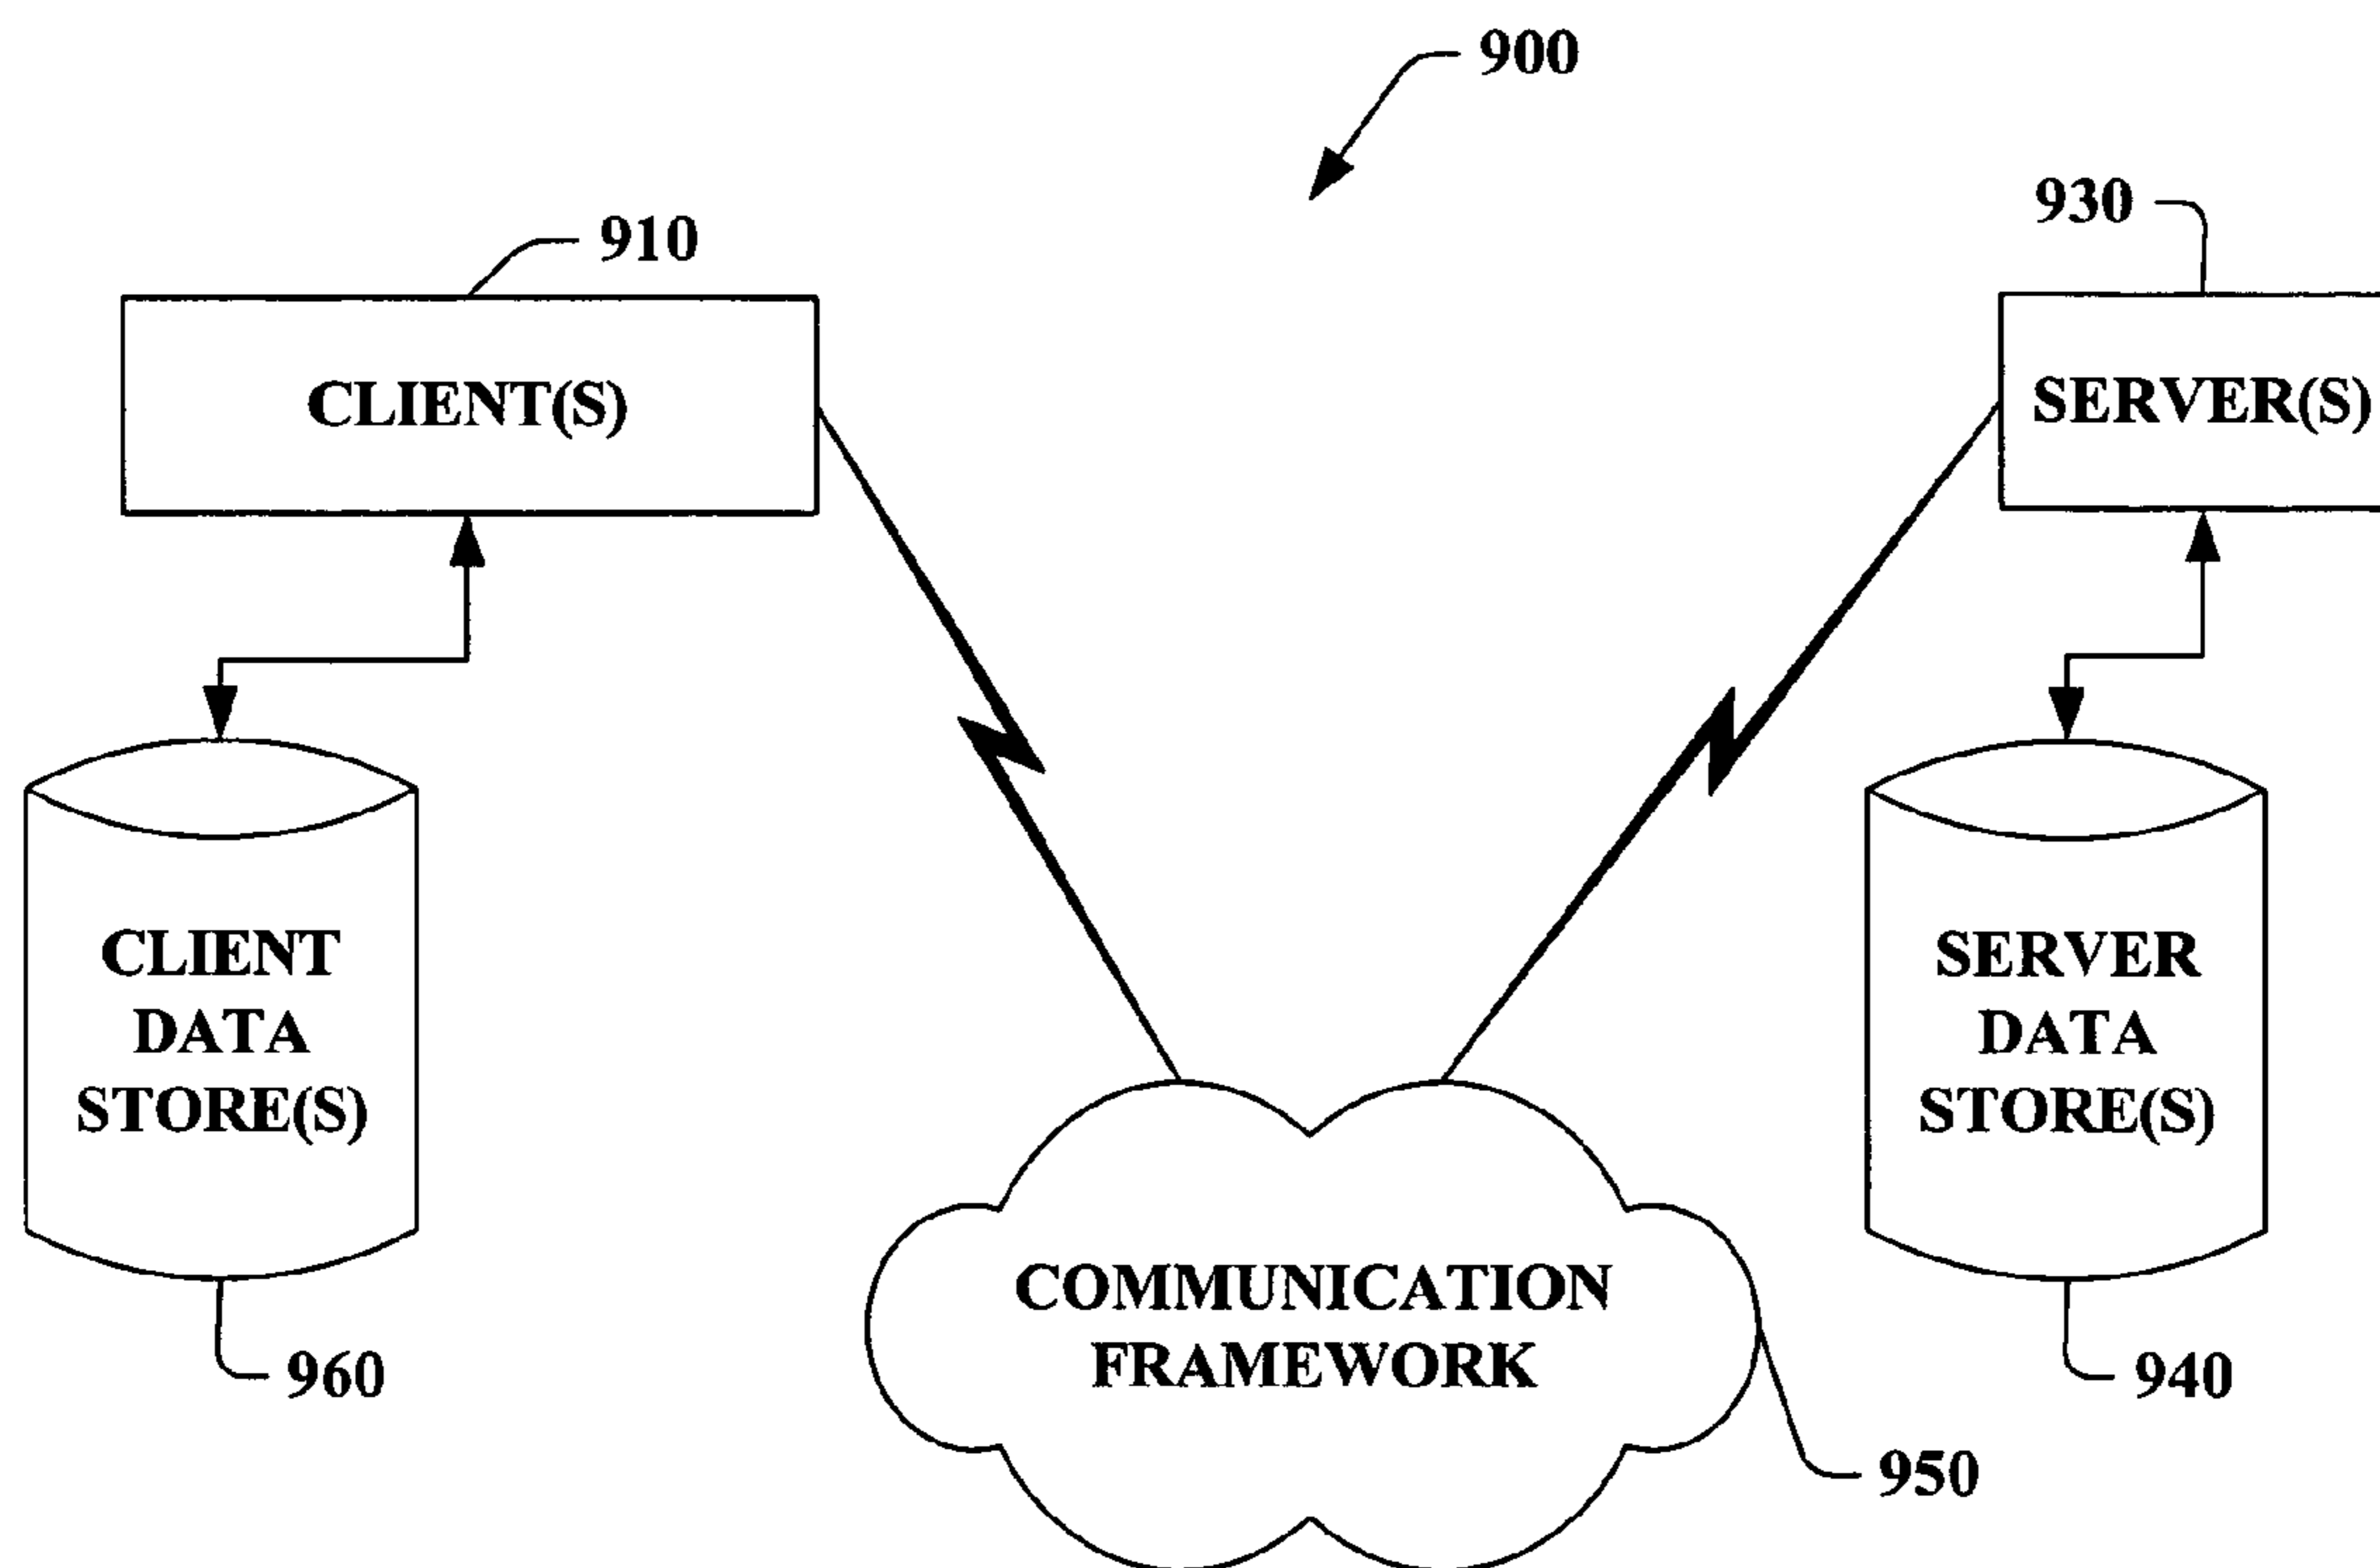 900
910
930
CLIENT(S)
SERVER(S)
CLIENT
DATA
STORE(S)
SERVER
DATA
STORE(S)
COMMUNICATION
FRAMEWORK
960
940
950